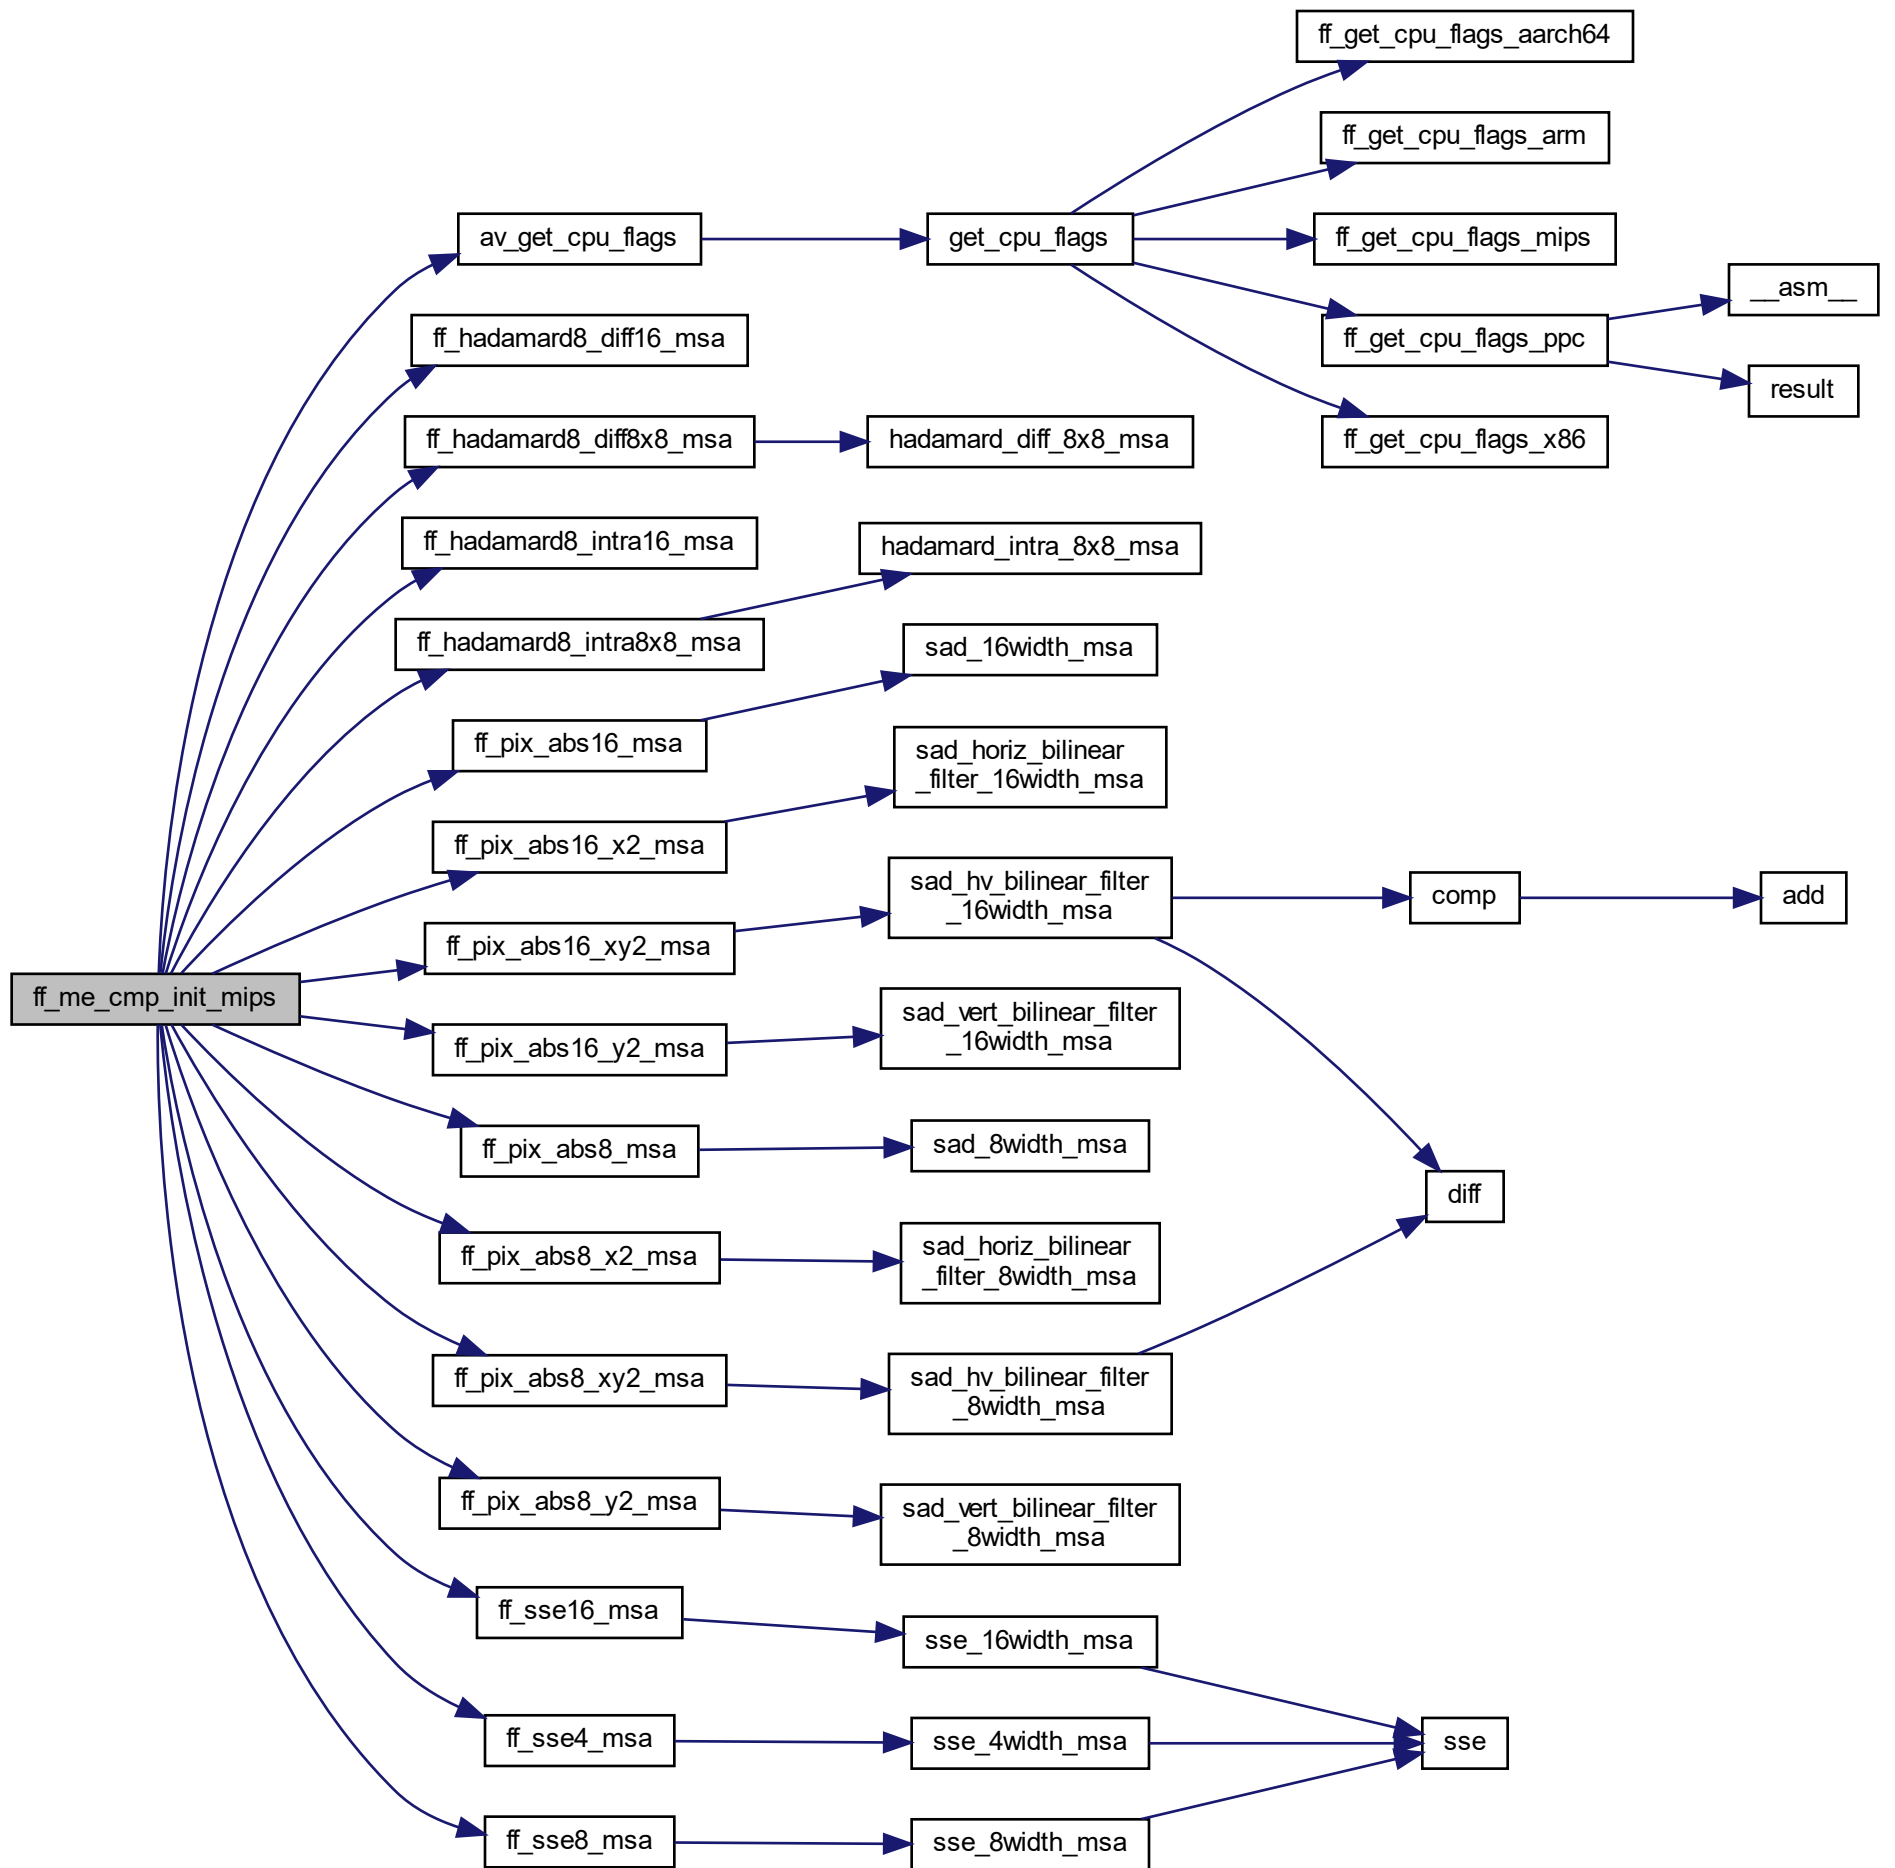 ff_me_cmp_init_mips
av_get_cpu_flags
get_cpu_flags
ff_get_cpu_flags_aarch64
ff_get_cpu_flags_arm
ff_get_cpu_flags_mips
ff_get_cpu_flags_ppc
__asm__
result
ff_get_cpu_flags_x86
ff_hadamard8_diff16_msa
ff_hadamard8_diff8x8_msa
hadamard_diff_8x8_msa
ff_hadamard8_intra16_msa
ff_hadamard8_intra8x8_msa
hadamard_intra_8x8_msa
ff_pix_abs16_msa
sad_16width_msa
ff_pix_abs16_x2_msa
sad_horiz_bilinear
_filter_16width_msa
ff_pix_abs16_xy2_msa
sad_hv_bilinear_filter
_16width_msa
comp
add
diff
ff_pix_abs16_y2_msa
sad_vert_bilinear_filter
_16width_msa
ff_pix_abs8_msa
sad_8width_msa
ff_pix_abs8_x2_msa
sad_horiz_bilinear
_filter_8width_msa
ff_pix_abs8_xy2_msa
sad_hv_bilinear_filter
_8width_msa
ff_pix_abs8_y2_msa
sad_vert_bilinear_filter
_8width_msa
ff_sse16_msa
sse_16width_msa
sse
ff_sse4_msa
sse_4width_msa
ff_sse8_msa
sse_8width_msa